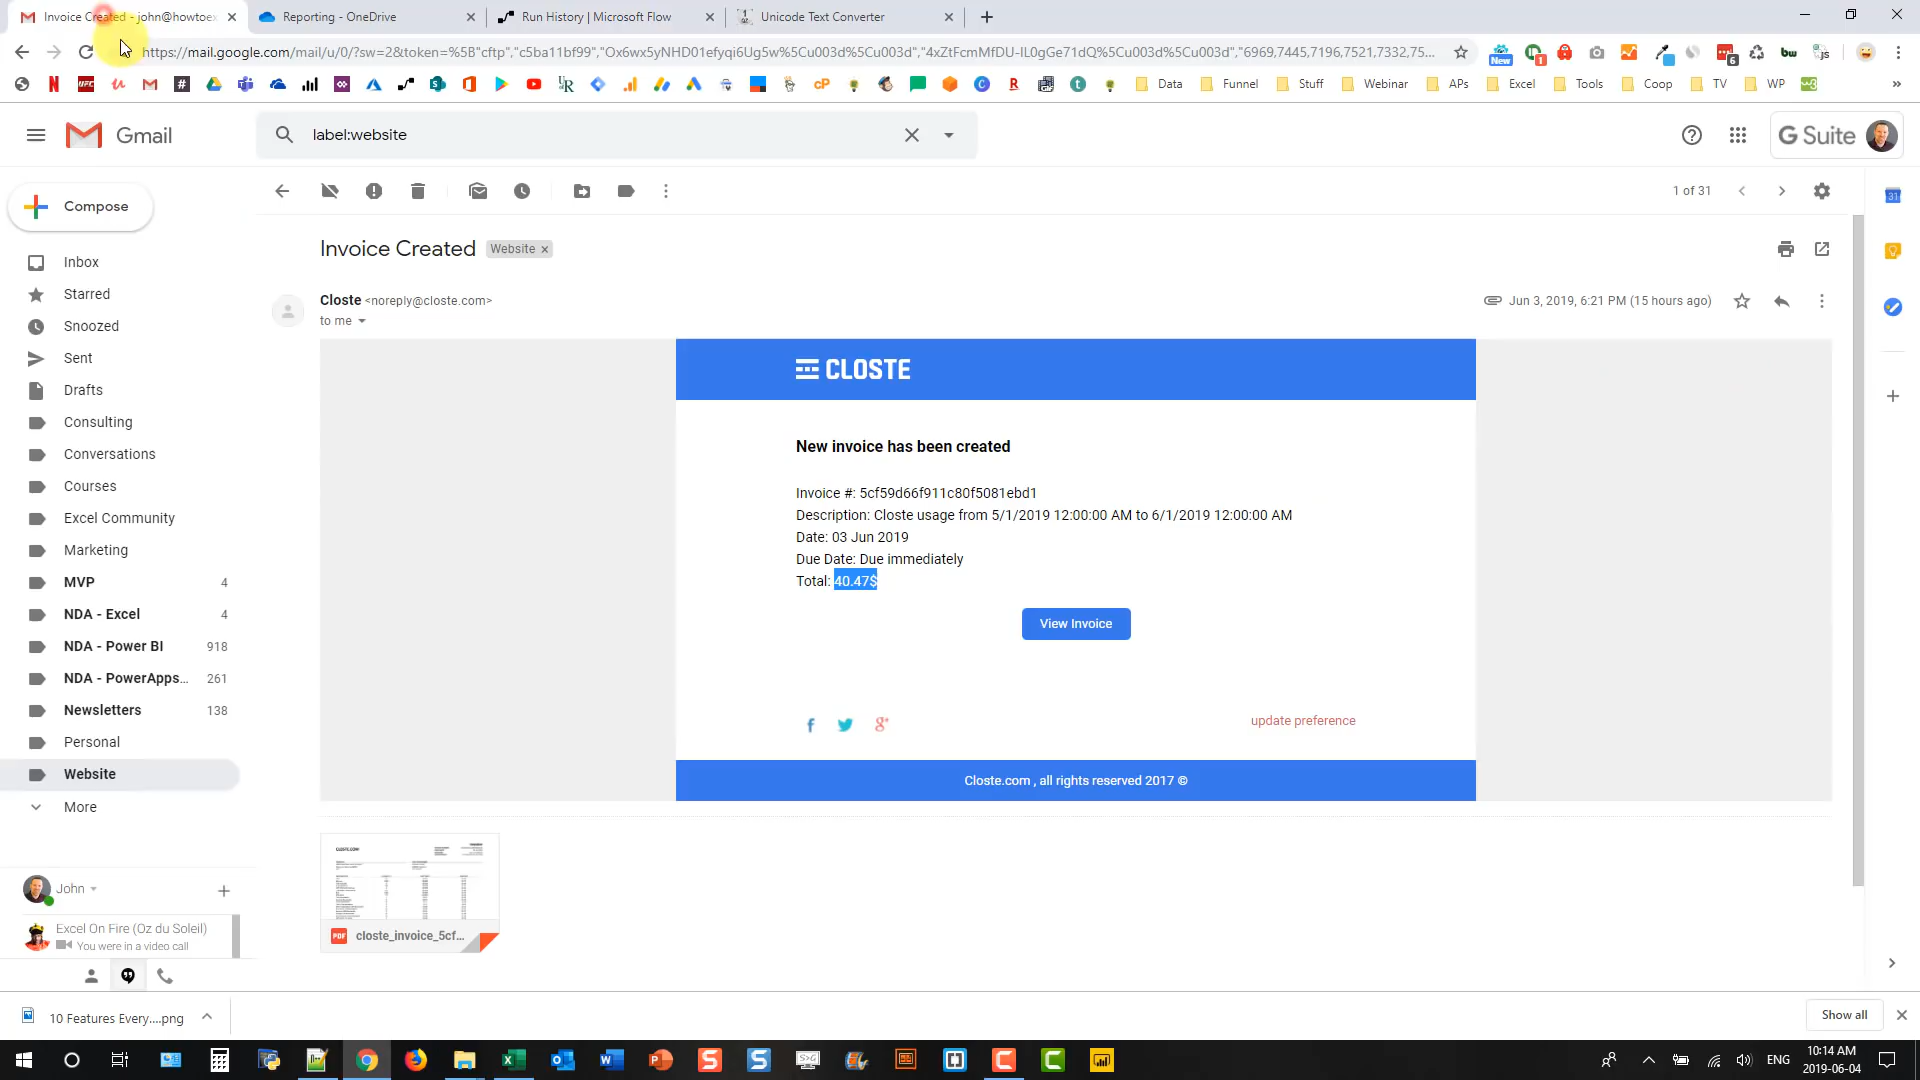 Invoice Created - john@howtoex
Reporting - OneDrive
Run History | Microsoft Flow
Unicode Text Converter
https://mail.google.com/mail/u/0/?sw=2&token=%5B"cftp","c5ba11bf99","Ox6wx5yNHD01efyqi6Ug5w%5Cu003d%5Cu003d","4xZtFcmMfDU-IL0gGe71dQ%5Cu003d%5Cu003d","6969,7445,7196,7521,7332,75...
New
1
6
Data
Funnel
Stuff
Webinar
APs
Excel
Tools
Coop
TV
WP
»
Gmail
label:website
G Suite
Compose
1 of 31
Inbox
Starred
Snoozed
Sent
Drafts
Consulting
Conversations
Courses
Excel Community
Marketing
MVP 4
NDA - Excel 4
NDA - Power BI 918
NDA - PowerApps... 261
Newsletters 138
Personal
Website
More
Invoice Created Website x
Closte <noreply@closte.com>
Jun 3, 2019, 6:21 PM (15 hours ago)
to me
CLOSTE
New invoice has been created
Invoice #: 5cf59d66f911c80f5081ebd1
Description: Closte usage from 5/1/2019 12:00:00 AM to 6/1/2019 12:00:00 AM
Date: 03 Jun 2019
Due Date: Due immediately
Total: 40.47$
View Invoice
update preference
Closte.com , all rights reserved 2017 ©
PDF closte_invoice_5cf...
John
Excel On Fire (Oz du Soleil)
You were in a video call
10 Features Every....png
Show all
ENG
10:14 AM
2019-06-04